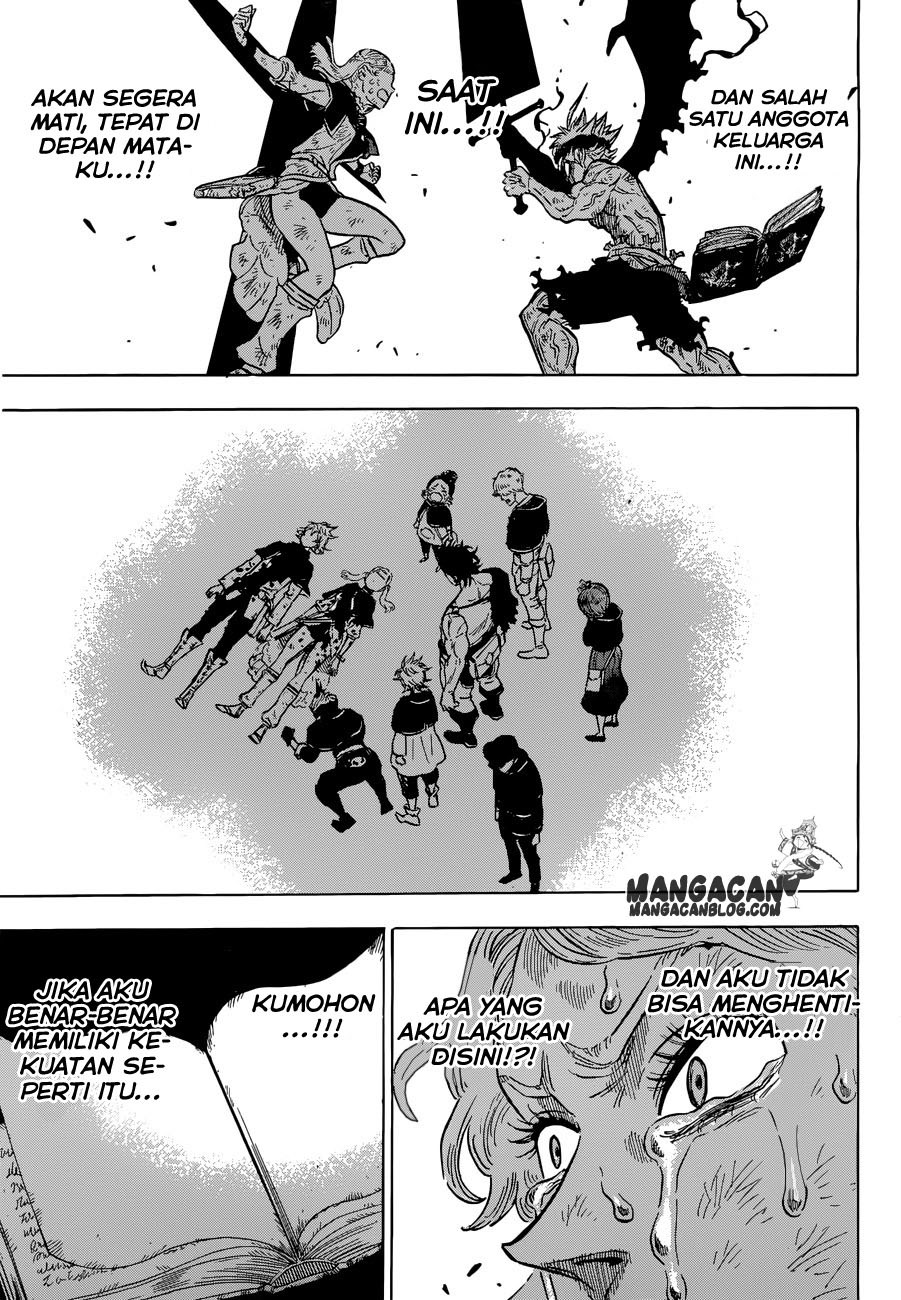 DAN SALAH
SATU ANGGOTA
KELUARGA
INI...!!
SAAT
INI...!!
AKAN SEGERA
MATI, TEPAT DI
DEPAN MATA-
KU...!!
MANGACAN
MANGACANBLOG.COM
DAN AKU TIDAK
BISA MENGHENTI-
KANNYA...!!
APA YANG
AKU LAKUKAN
DISINI!?!
KUMOHON
...!!!
JIKA AKU
BENAR-BENAR
MEMILIKI KE-
KUATAN SE-
PERTI ITU...